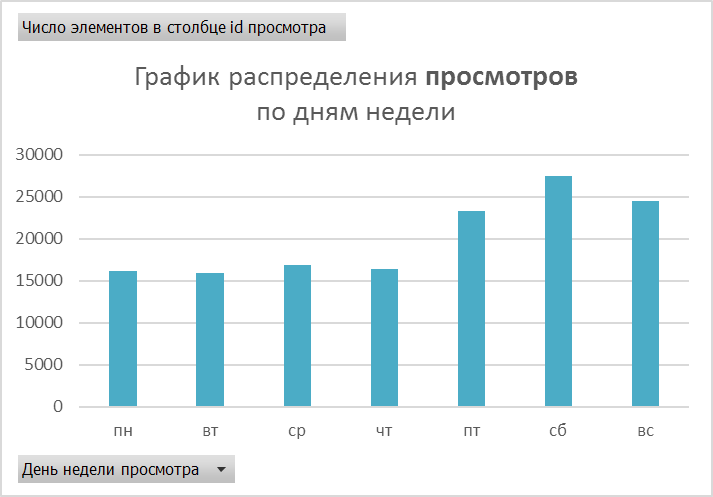 Число элементов в столбце id просмотра
График распределения просмотров
по дням недели
30000
25000
20000
15000
10000
5000
0
пн вт ср чт пт сб вс
День недели просмотра